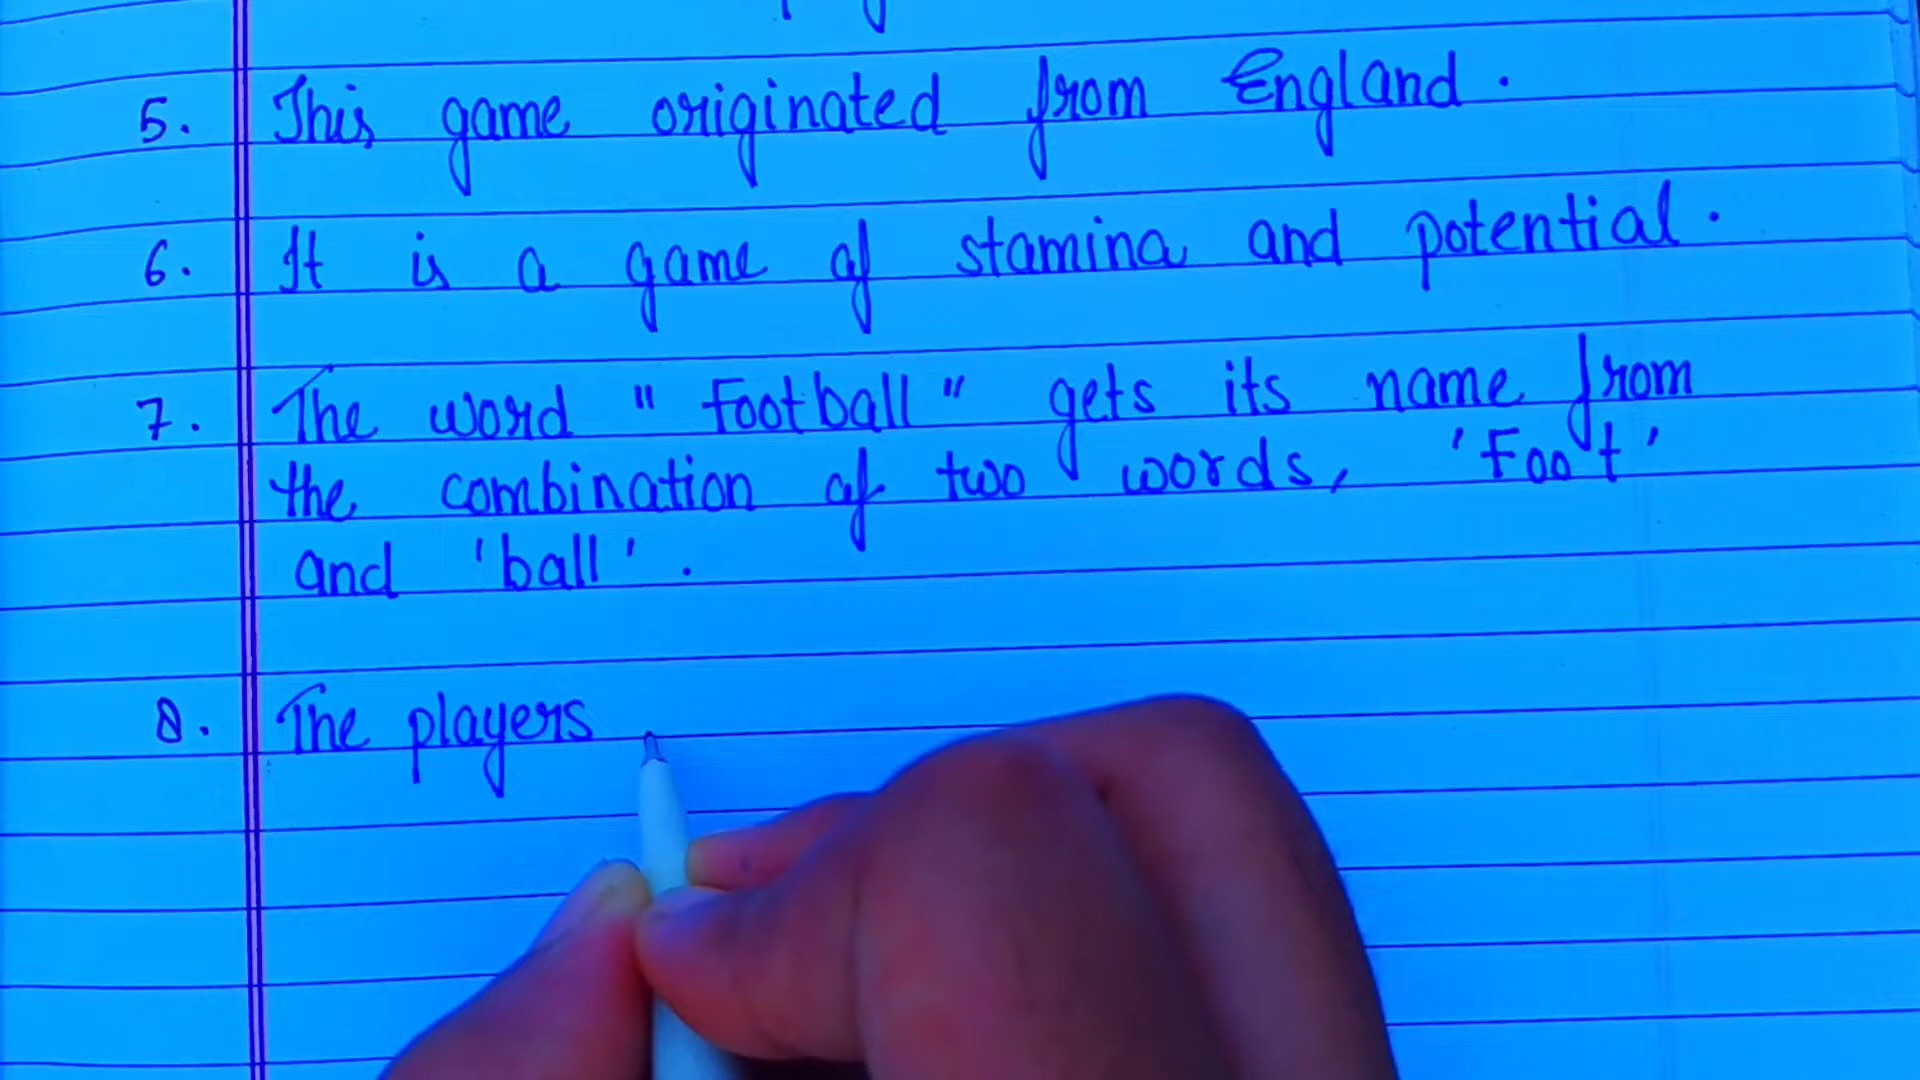 5. This game originated from England.
6. It is a game of stamina and potential.
7. The word "Football" gets its name from
the combination of two words, 'Foot'
and 'ball'.
8. The players